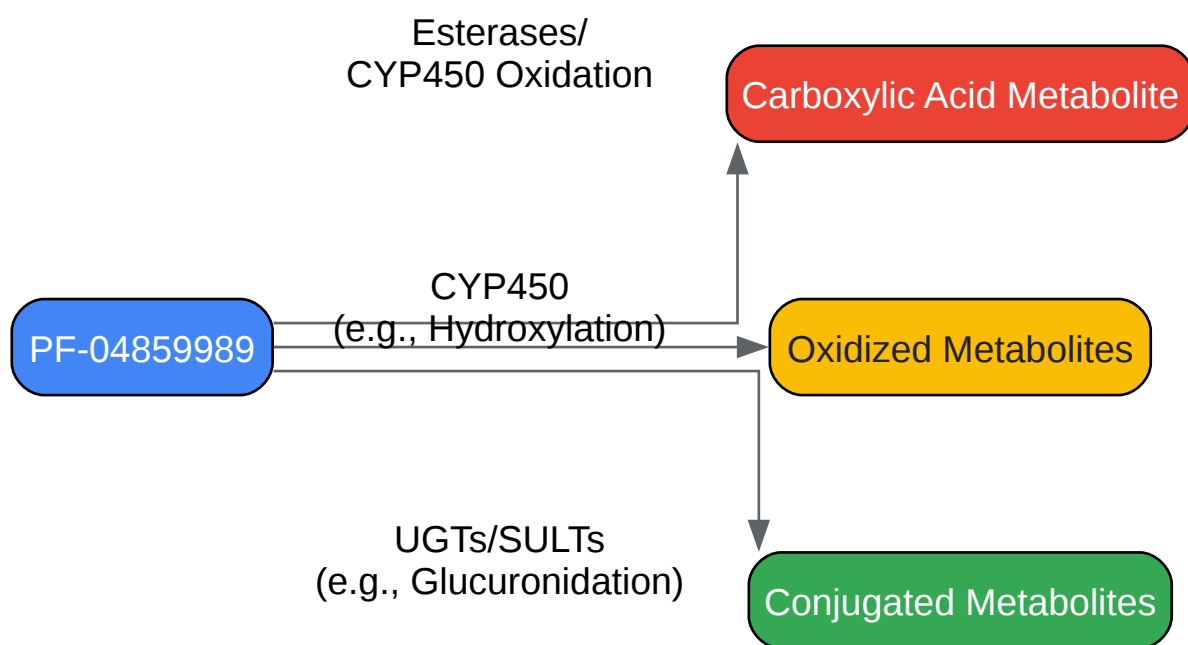 Esterases/
CYP450 Oxidation
Carboxylic Acid Metabolite
CYP450
(e.g., Hydroxylation)
PF-04859989
Oxidized Metabolites
UGTs/SULTs
(e.g., Glucuronidation)
Conjugated Metabolites